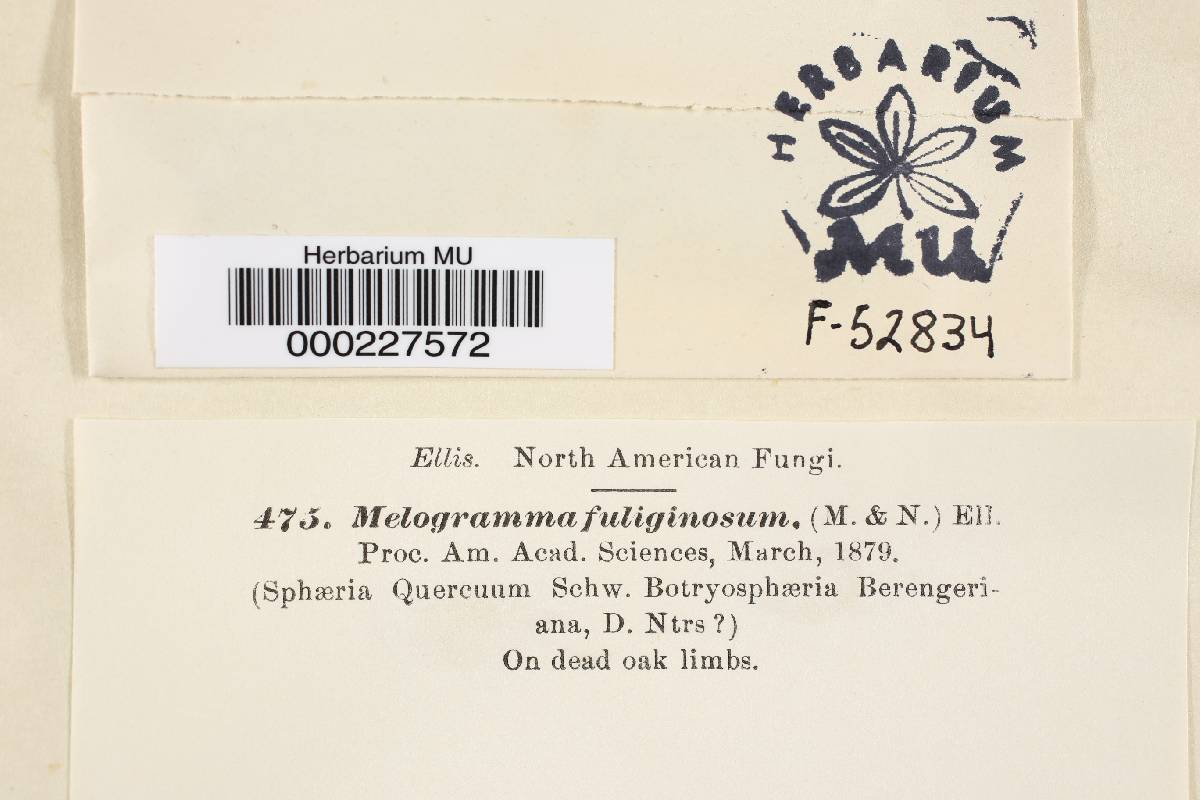 HERBARIUM
MU
Herbarium MU
000227572
F-52834
Ellis. North American Fungi.
475. Melogramma fuliginosum, (M. & N.) Ell.
Proc. Am. Acad. Sciences, March, 1879.
(Sphæria Quercuum Schw. Botryosphæria Berengeri-
ana, D. Ntrs?)
On dead oak limbs.